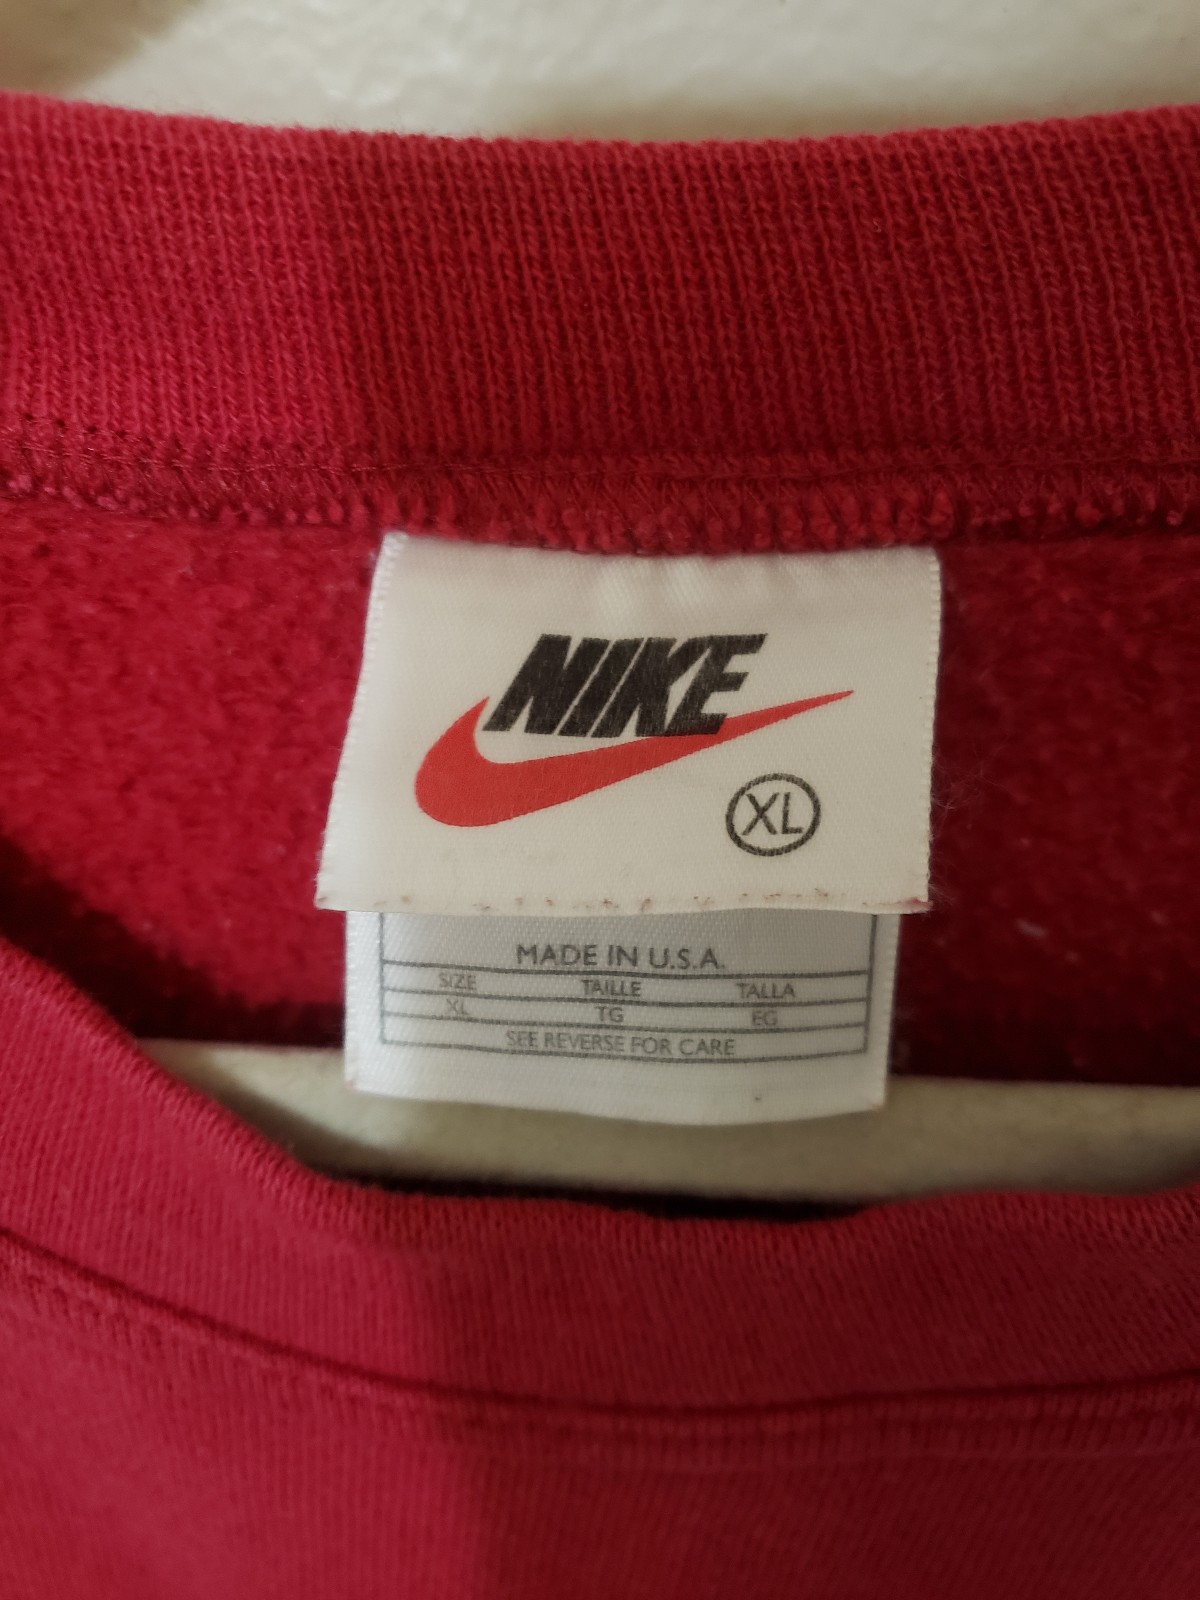 NIKE
XL
MADE IN U.S.A.
SIZE TAILLE TALLA
XL TG EG
SEE REVERSE FOR CARE